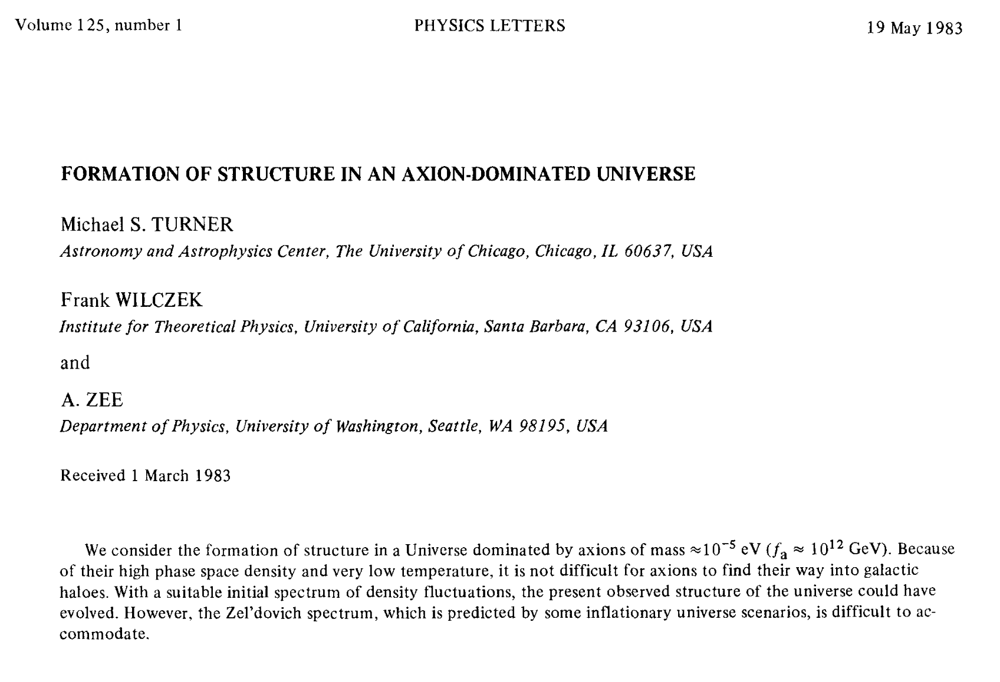 Volume 125, number 1 PHYSICS LETTERS 19 May 1983
FORMATION OF STRUCTURE IN AN AXION-DOMINATED UNIVERSE
Michael S. TURNER
Astronomy and Astrophysics Center, The University of Chicago, Chicago, IL 60637, USA
Frank WILCZEK
Institute for Theoretical Physics, University of California, Santa Barbara, CA 93106, USA
and
A. ZEE
Department of Physics, University of Washington, Seattle, WA 98195, USA
Received 1 March 1983
We consider the formation of structure in a Universe dominated by axions of mass ≈10⁻⁵ eV (fₐ ≈ 10¹² GeV). Because
of their high phase space density and very low temperature, it is not difficult for axions to find their way into galactic
haloes. With a suitable initial spectrum of density fluctuations, the present observed structure of the universe could have
evolved. However, the Zel'dovich spectrum, which is predicted by some inflationary universe scenarios, is difficult to ac-
commodate.